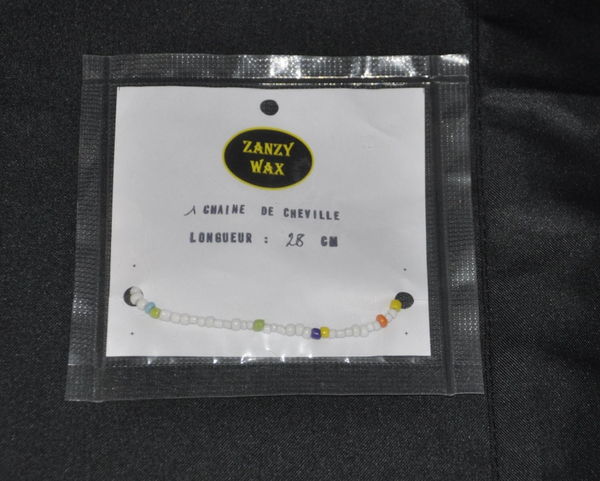 ZANZY
WAX
1 CHAINE DE CHEVILLE
LONGUEUR : 28 CM